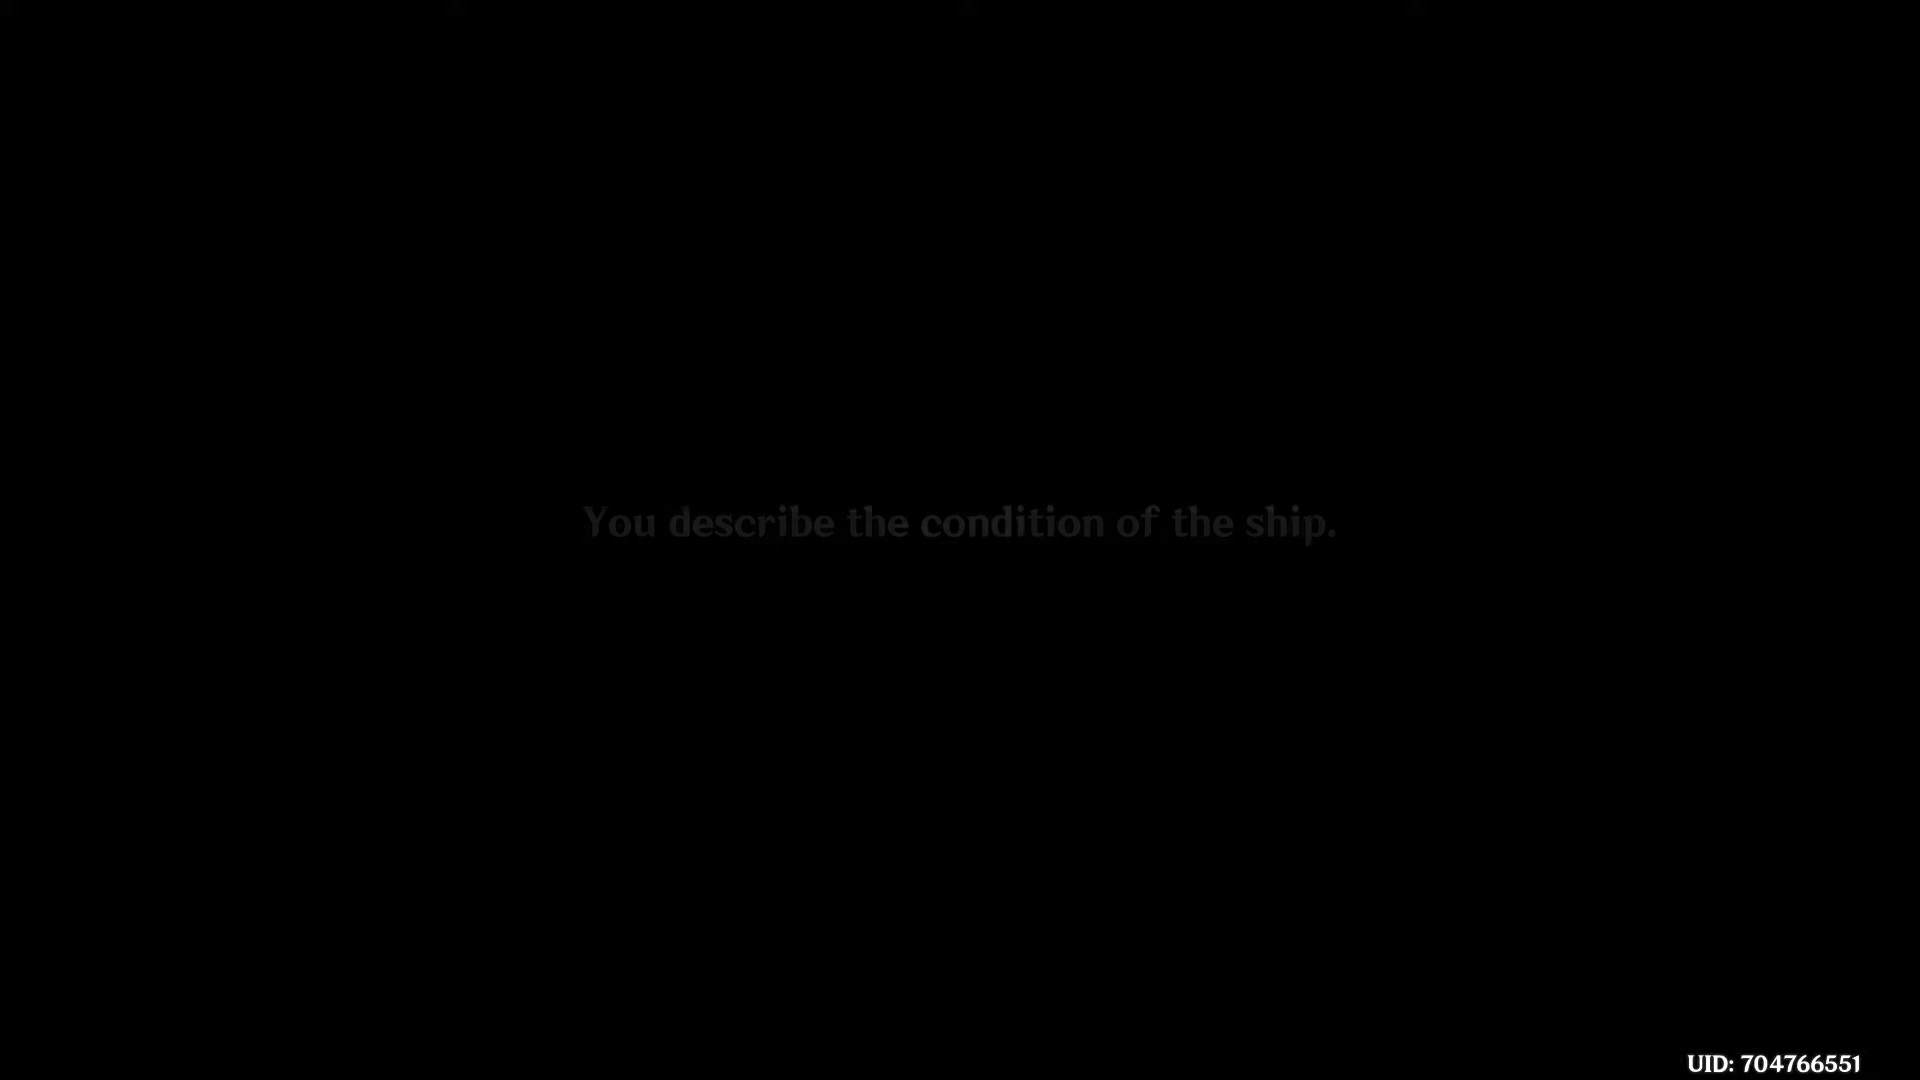 You describe the condition of the ship.
UID: 704766551